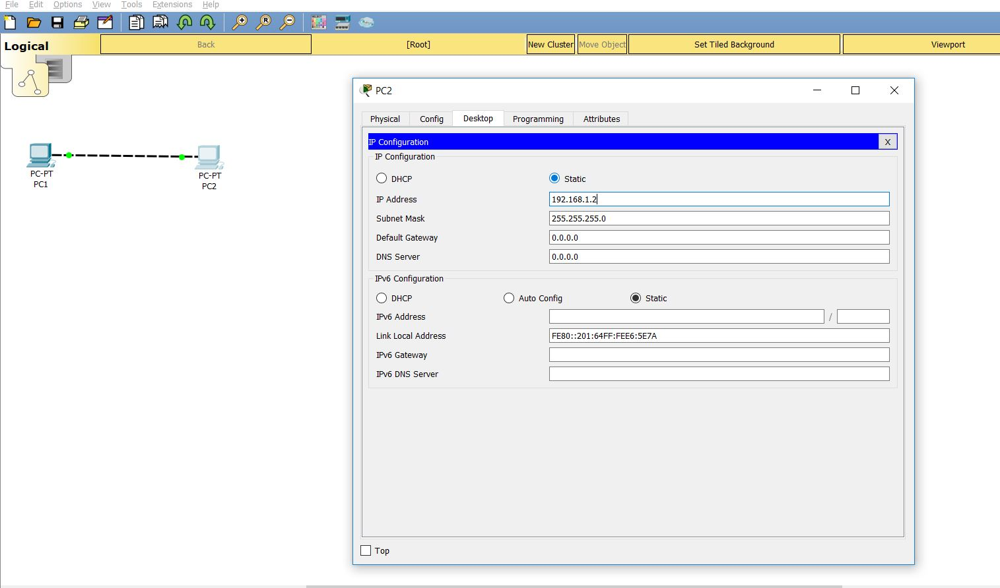 File Edit Options View Tools Extensions Help
Logical Back [Root] New Cluster Move Object Set Tiled Background Viewport
PC-PT
PC1
PC-PT
PC2
PC2
Physical Config Desktop Programming Attributes
IP Configuration X
IP Configuration
DHCP Static
IP Address 192.168.1.2
Subnet Mask 255.255.255.0
Default Gateway 0.0.0.0
DNS Server 0.0.0.0
IPv6 Configuration
DHCP Auto Config Static
IPv6 Address /
Link Local Address FE80::201:64FF:FEE6:5E7A
IPv6 Gateway
IPv6 DNS Server
Top